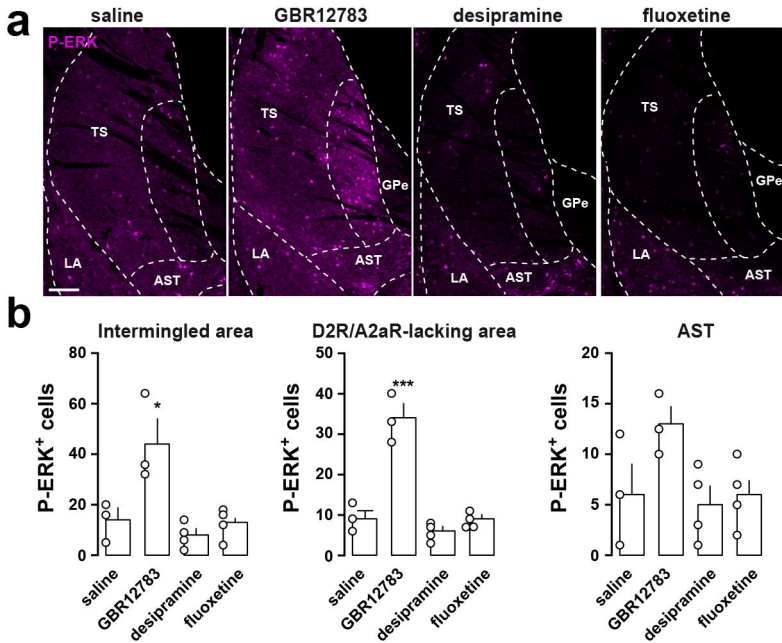 a
saline GBR12783 desipramine fluoxetine
P-ERK
TS TS TS TS
GPe GPe GPe
LA LA LA LA
AST AST AST AST
b
Intermingled area D2R/A2aR-lacking area AST
P-ERK+ cells
80
60
40
20
0
*
saline GBR12783 desipramine fluoxetine
P-ERK+ cells
50
40
30
20
10
0
***
saline GBR12783 desipramine fluoxetine
P-ERK+ cells
20
15
10
5
0
saline GBR12783 desipramine fluoxetine